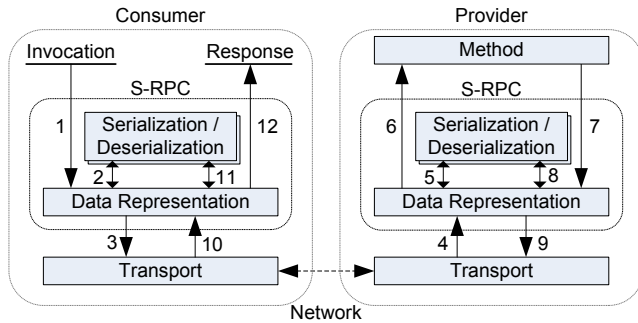 Consumer
Provider
Invocation
Response
Method
S-RPC
S-RPC
1
12
6
7
Serialization /
Deserialization
Serialization /
Deserialization
2
11
5
8
Data Representation
Data Representation
3
10
4
9
Transport
Transport
Network